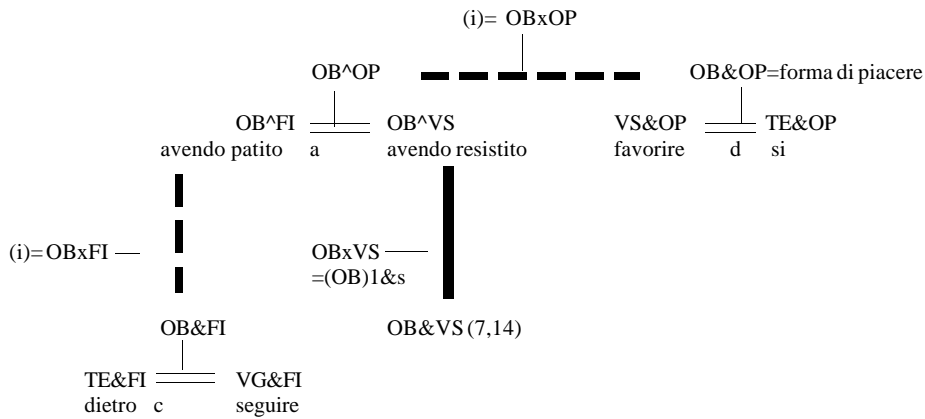 (i)= OBxOP
OB^OP OB&OP=forma di piacere
OB^FI OB^VS VS&OP TE&OP
avendo patito a avendo resistito favorire d si
(i)=OBxFI OBxVS
=(OB)1&s
OB&FI OB&VS (7,14)
TE&FI VG&FI
dietro c seguire